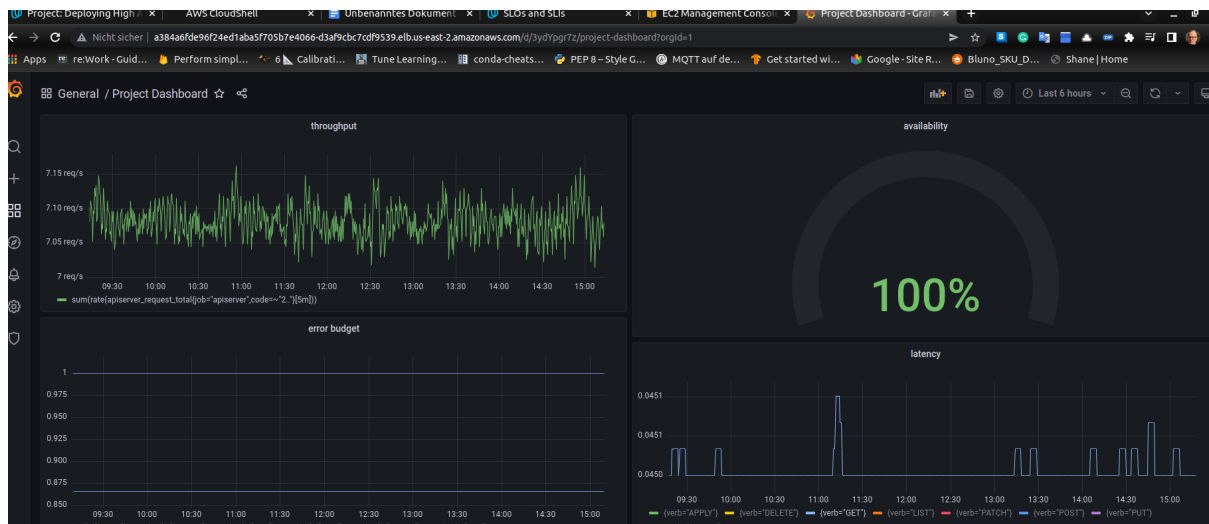 Project: Deploying High A
AWS CloudShell
Unbenanntes Dokument
SLOs and SLIs
EC2 Management Console
Project Dashboard - Grafa
Nicht sicher | a384a6fde96f24ed1aba5f705b7e4066-d3af9cbc7cdf9539.elb.us-east-2.amazonaws.com/d/3ydYpgr7z/project-dashboard?orgId=1
Apps
re:Work - Guid...
Perform simpl...
6
Calibrati...
Tune Learning...
conda-cheats...
PEP 8 – Style G...
MQTT auf de...
Get started wi...
Google - Site R...
Bluno_SKU_D...
Shane | Home
General / Project Dashboard
Last 6 hours
throughput
7.15 req/s
7.10 req/s
7.05 req/s
7 req/s
09:30 10:00 10:30 11:00 11:30 12:00 12:30 13:00 13:30 14:00 14:30 15:00
sum(rate(apiserver_request_total{job="apiserver",code=~"2.."}[5m]))
availability
100%
error budget
1
0.975
0.950
0.925
0.900
0.875
0.850
09:30 10:00 10:30 11:00 11:30 12:00 12:30 13:00 13:30 14:00 14:30 15:00
latency
0.0451
0.0451
0.0450
09:30 10:00 10:30 11:00 11:30 12:00 12:30 13:00 13:30 14:00 14:30 15:00
{verb="APPLY"} {verb="DELETE"} {verb="GET"} {verb="LIST"} {verb="PATCH"} {verb="POST"} {verb="PUT"}